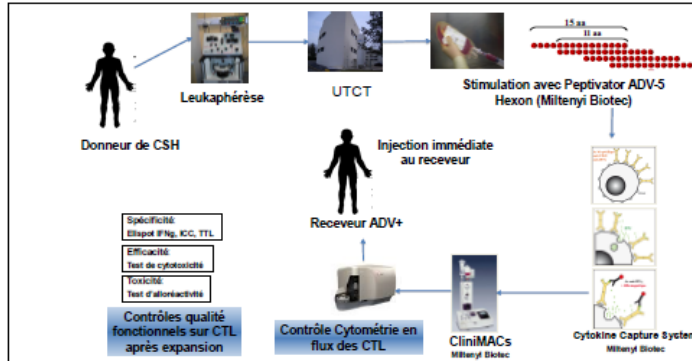 15 aa
11 aa
Leukaphérèse
UTCT
Stimulation avec Peptivator ADV-5
Hexon (Miltenyi Biotec)
Donneur de CSH
Injection immédiate
au receveur
Receveur ADV+
Spécificité:
Elispot IFNg, ICC, TTL
Efficacité:
Test de cytotoxicité
Toxicité:
Test d'alloréactivité
Contrôles qualité
fonctionnels sur CTL
après expansion
Contrôle Cytométrie en
flux des CTL
CliniMACs
Miltenyi Biotec
Cytokine Capture System
Miltenyi Biotec